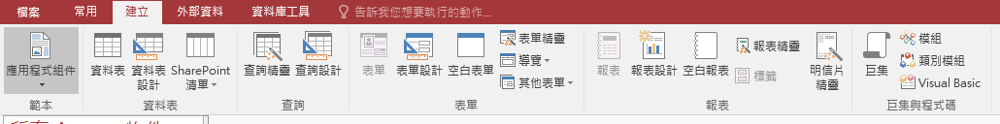 檔案 常用 建立 外部資料 資料庫工具 告訴我您想要執行的動作...
應用程式組件
資料表
資料表設計
SharePoint 清單
查詢精靈
查詢設計
表單
表單設計
空白表單
表單精靈
導覽
其他表單
報表
報表設計
空白報表
報表精靈
標籤
明信片精靈
巨集
模組
類別模組
Visual Basic
範本 資料表 查詢 表單 報表 巨集與程式碼